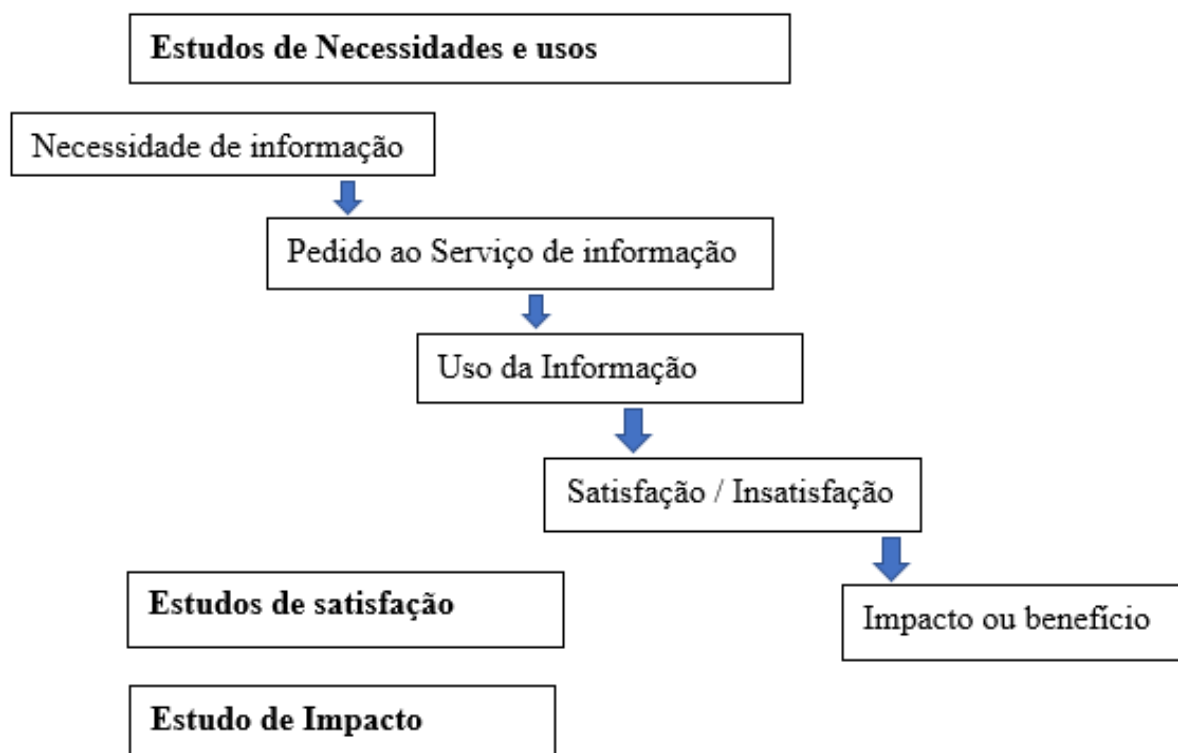 Estudos de Necessidades e usos
Necessidade de informação
Pedido ao Serviço de informação
Uso da Informação
Satisfação / Insatisfação
Estudos de satisfação
Impacto ou benefício
Estudo de Impacto